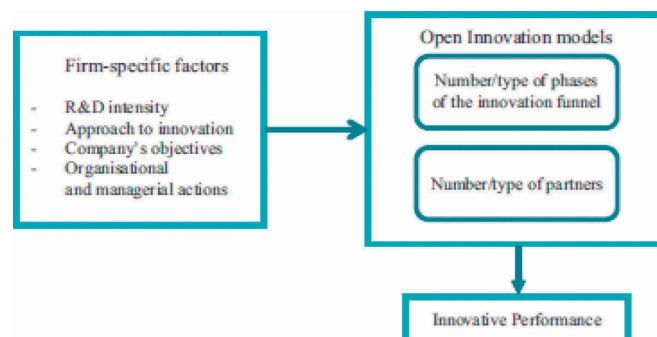 Firm-specific factors
- R&D intensity
- Approach to innovation
- Company's objectives
- Organisational
and managerial actions
Open Innovation models
Number/type of phases
of the innovation funnel
Number/type of partners
Innovative Performance